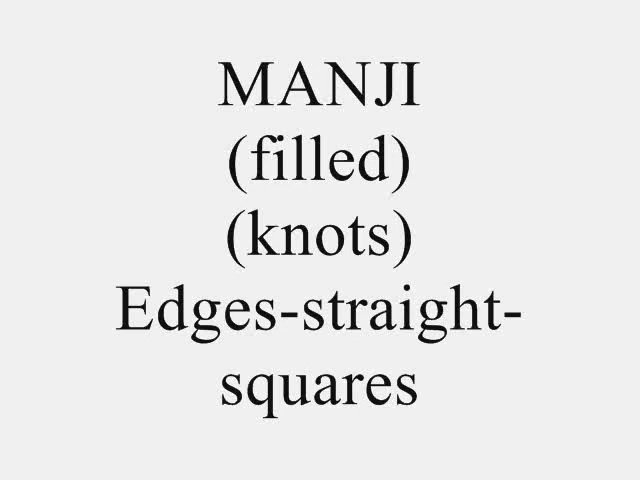 MANJI
(filled)
(knots)
Edges-straight-
squares